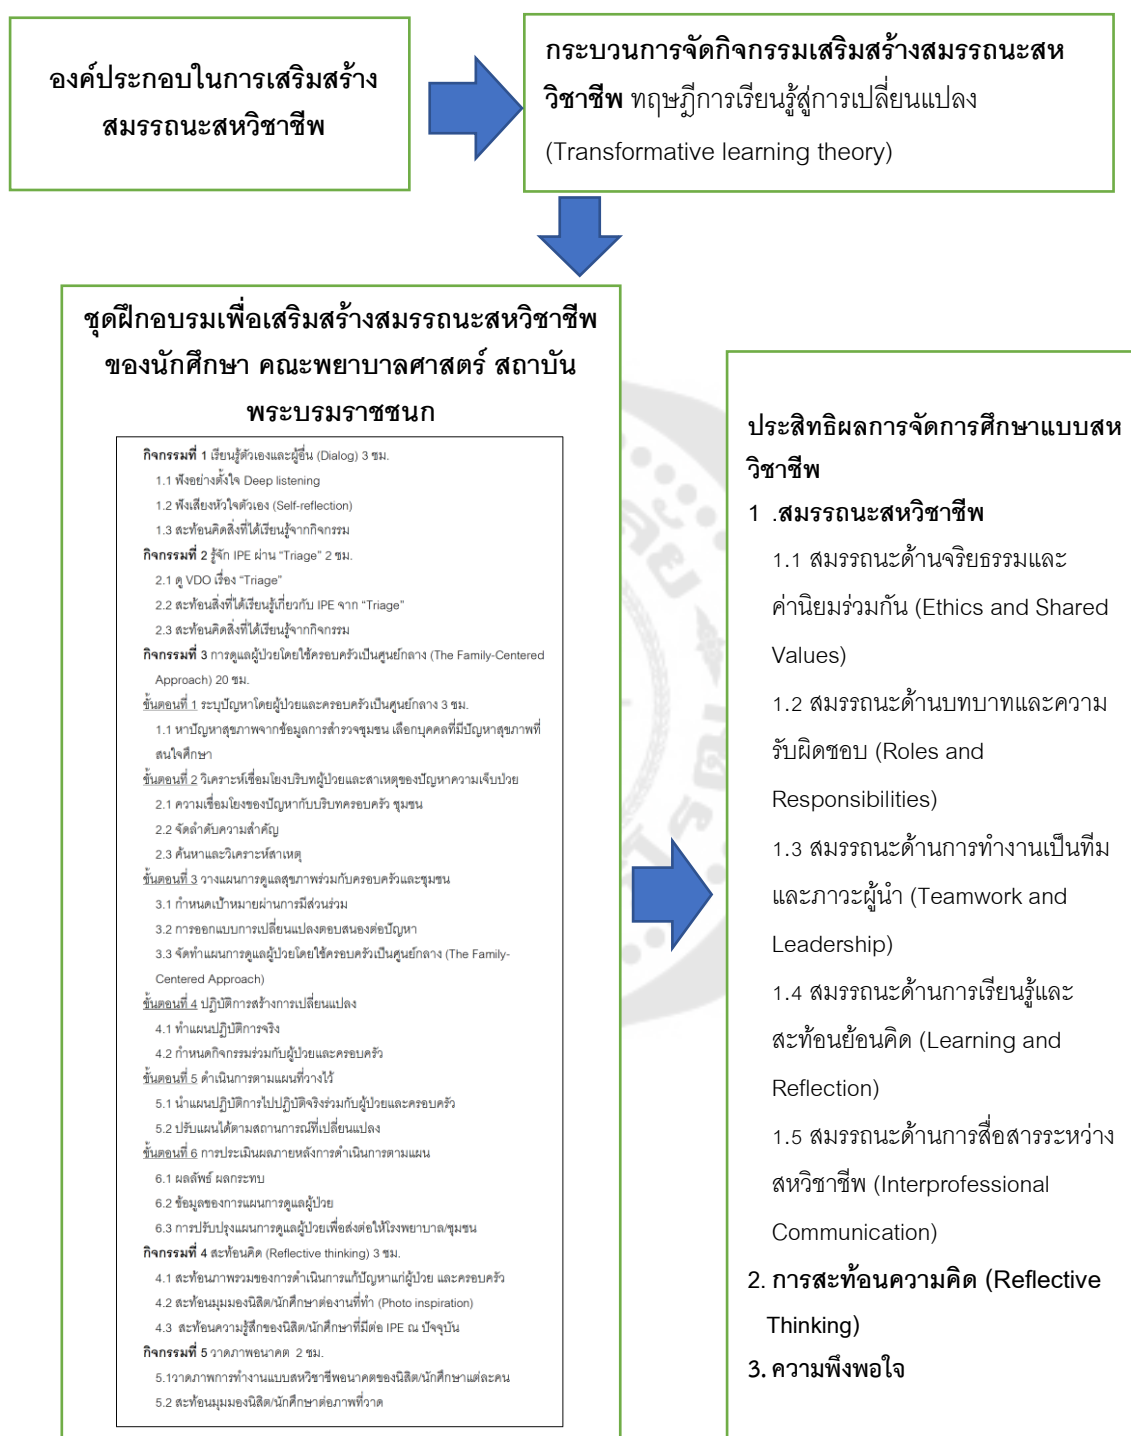 องค์ประกอบในการเสริมสร้าง
สมรรถนะสหวิชาชีพ
กระบวนการจัดกิจกรรมเสริมสร้างสมรรถนะสห
วิชาชีพ ทฤษฎีการเรียนรู้สู่การเปลี่ยนแปลง
(Transformative learning theory)
ชุดฝึกอบรมเพื่อเสริมสร้างสมรรถนะสหวิชาชีพ
ของนักศึกษา คณะพยาบาลศาสตร์ สถาบัน
พระบรมราชชนก
กิจกรรมที่ 1 เรียนรู้ตัวเองและผู้อื่น (Dialog) 3 ชม.
1.1 ฟังอย่างตั้งใจ Deep listening
1.2 ฟังเสียงหัวใจตัวเอง (Self-reflection)
1.3 สะท้อนคิดสิ่งที่ได้เรียนรู้จากกิจกรรม
กิจกรรมที่ 2 รู้จัก IPE ผ่าน “Triage” 2 ชม.
2.1 ดู VDO เรื่อง “Triage”
2.2 สะท้อนสิ่งที่ได้เรียนรู้เกี่ยวกับ IPE จาก “Triage”
2.3 สะท้อนคิดสิ่งที่ได้เรียนรู้จากกิจกรรม
กิจกรรมที่ 3 การดูแลผู้ป่วยโดยใช้ครอบครัวเป็นศูนย์กลาง (The Family-Centered
Approach) 20 ชม.
ขั้นตอนที่ 1 ระบุปัญหาโดยผู้ป่วยและครอบครัวเป็นศูนย์กลาง 3 ชม.
1.1 หาปัญหาสุขภาพจากข้อมูลการสำรวจชุมชน เลือกบุคคลที่มีปัญหาสุขภาพที่
สนใจศึกษา
ขั้นตอนที่ 2 วิเคราะห์เชื่อมโยงบริบทผู้ป่วยและสาเหตุของปัญหาความเจ็บป่วย
2.1 ความเชื่อมโยงของปัญหากับบริบทครอบครัว ชุมชน
2.2 จัดลำดับความสำคัญ
2.3 ค้นหาและวิเคราะห์สาเหตุ
ขั้นตอนที่ 3 วางแผนการดูแลสุขภาพร่วมกับครอบครัวและชุมชน
3.1 กำหนดเป้าหมายผ่านการมีส่วนร่วม
3.2 การออกแบบการเปลี่ยนแปลงตอบสนองต่อปัญหา
3.3 จัดทำแผนการดูแลผู้ป่วยโดยใช้ครอบครัวเป็นศูนย์กลาง (The Family-
Centered Approach)
ขั้นตอนที่ 4 ปฏิบัติการสร้างการเปลี่ยนแปลง
4.1 ทำแผนปฏิบัติการจริง
4.2 กำหนดกิจกรรมร่วมกับผู้ป่วยและครอบครัว
ขั้นตอนที่ 5 ดำเนินการตามแผนที่วางไว้
5.1 นำแผนปฏิบัติการไปปฏิบัติจริงร่วมกับผู้ป่วยและครอบครัว
5.2 ปรับแผนได้ตามสถานการณ์ที่เปลี่ยนแปลง
ขั้นตอนที่ 6 การประเมินผลภายหลังการดำเนินการตามแผน
6.1 ผลลัพธ์ ผลกระทบ
6.2 ข้อมูลของการแผนการดูแลผู้ป่วย
6.3 การปรับปรุงแผนการดูแลผู้ป่วยเพื่อส่งต่อให้โรงพยาบาล/ชุมชน
กิจกรรมที่ 4 สะท้อนคิด (Reflective thinking) 3 ชม.
4.1 สะท้อนภาพรวมของการดำเนินการแก้ปัญหาแก่ผู้ป่วย และครอบครัว
4.2 สะท้อนมุมมองนิสิต/นักศึกษาต่องานที่ทำ (Photo inspiration)
4.3 สะท้อนความรู้สึกของนิสิต/นักศึกษาที่มีต่อ IPE ณ ปัจจุบัน
กิจกรรมที่ 5 วาดภาพอนาคต 2 ชม.
5.1วาดภาพการทำงานแบบสหวิชาชีพอนาคตของนิสิต/นักศึกษาแต่ละคน
5.2 สะท้อนมุมมองนิสิต/นักศึกษาต่อภาพที่วาด
ประสิทธิผลการจัดการศึกษาแบบสห
วิชาชีพ
1 .สมรรถนะสหวิชาชีพ
1.1 สมรรถนะด้านจริยธรรมและ
ค่านิยมร่วมกัน (Ethics and Shared
Values)
1.2 สมรรถนะด้านบทบาทและความ
รับผิดชอบ (Roles and
Responsibilities)
1.3 สมรรถนะด้านการทำงานเป็นทีม
และภาวะผู้นำ (Teamwork and
Leadership)
1.4 สมรรถนะด้านการเรียนรู้และ
สะท้อนย้อนคิด (Learning and
Reflection)
1.5 สมรรถนะด้านการสื่อสารระหว่าง
สหวิชาชีพ (Interprofessional
Communication)
2. การสะท้อนความคิด (Reflective
Thinking)
3. ความพึงพอใจ